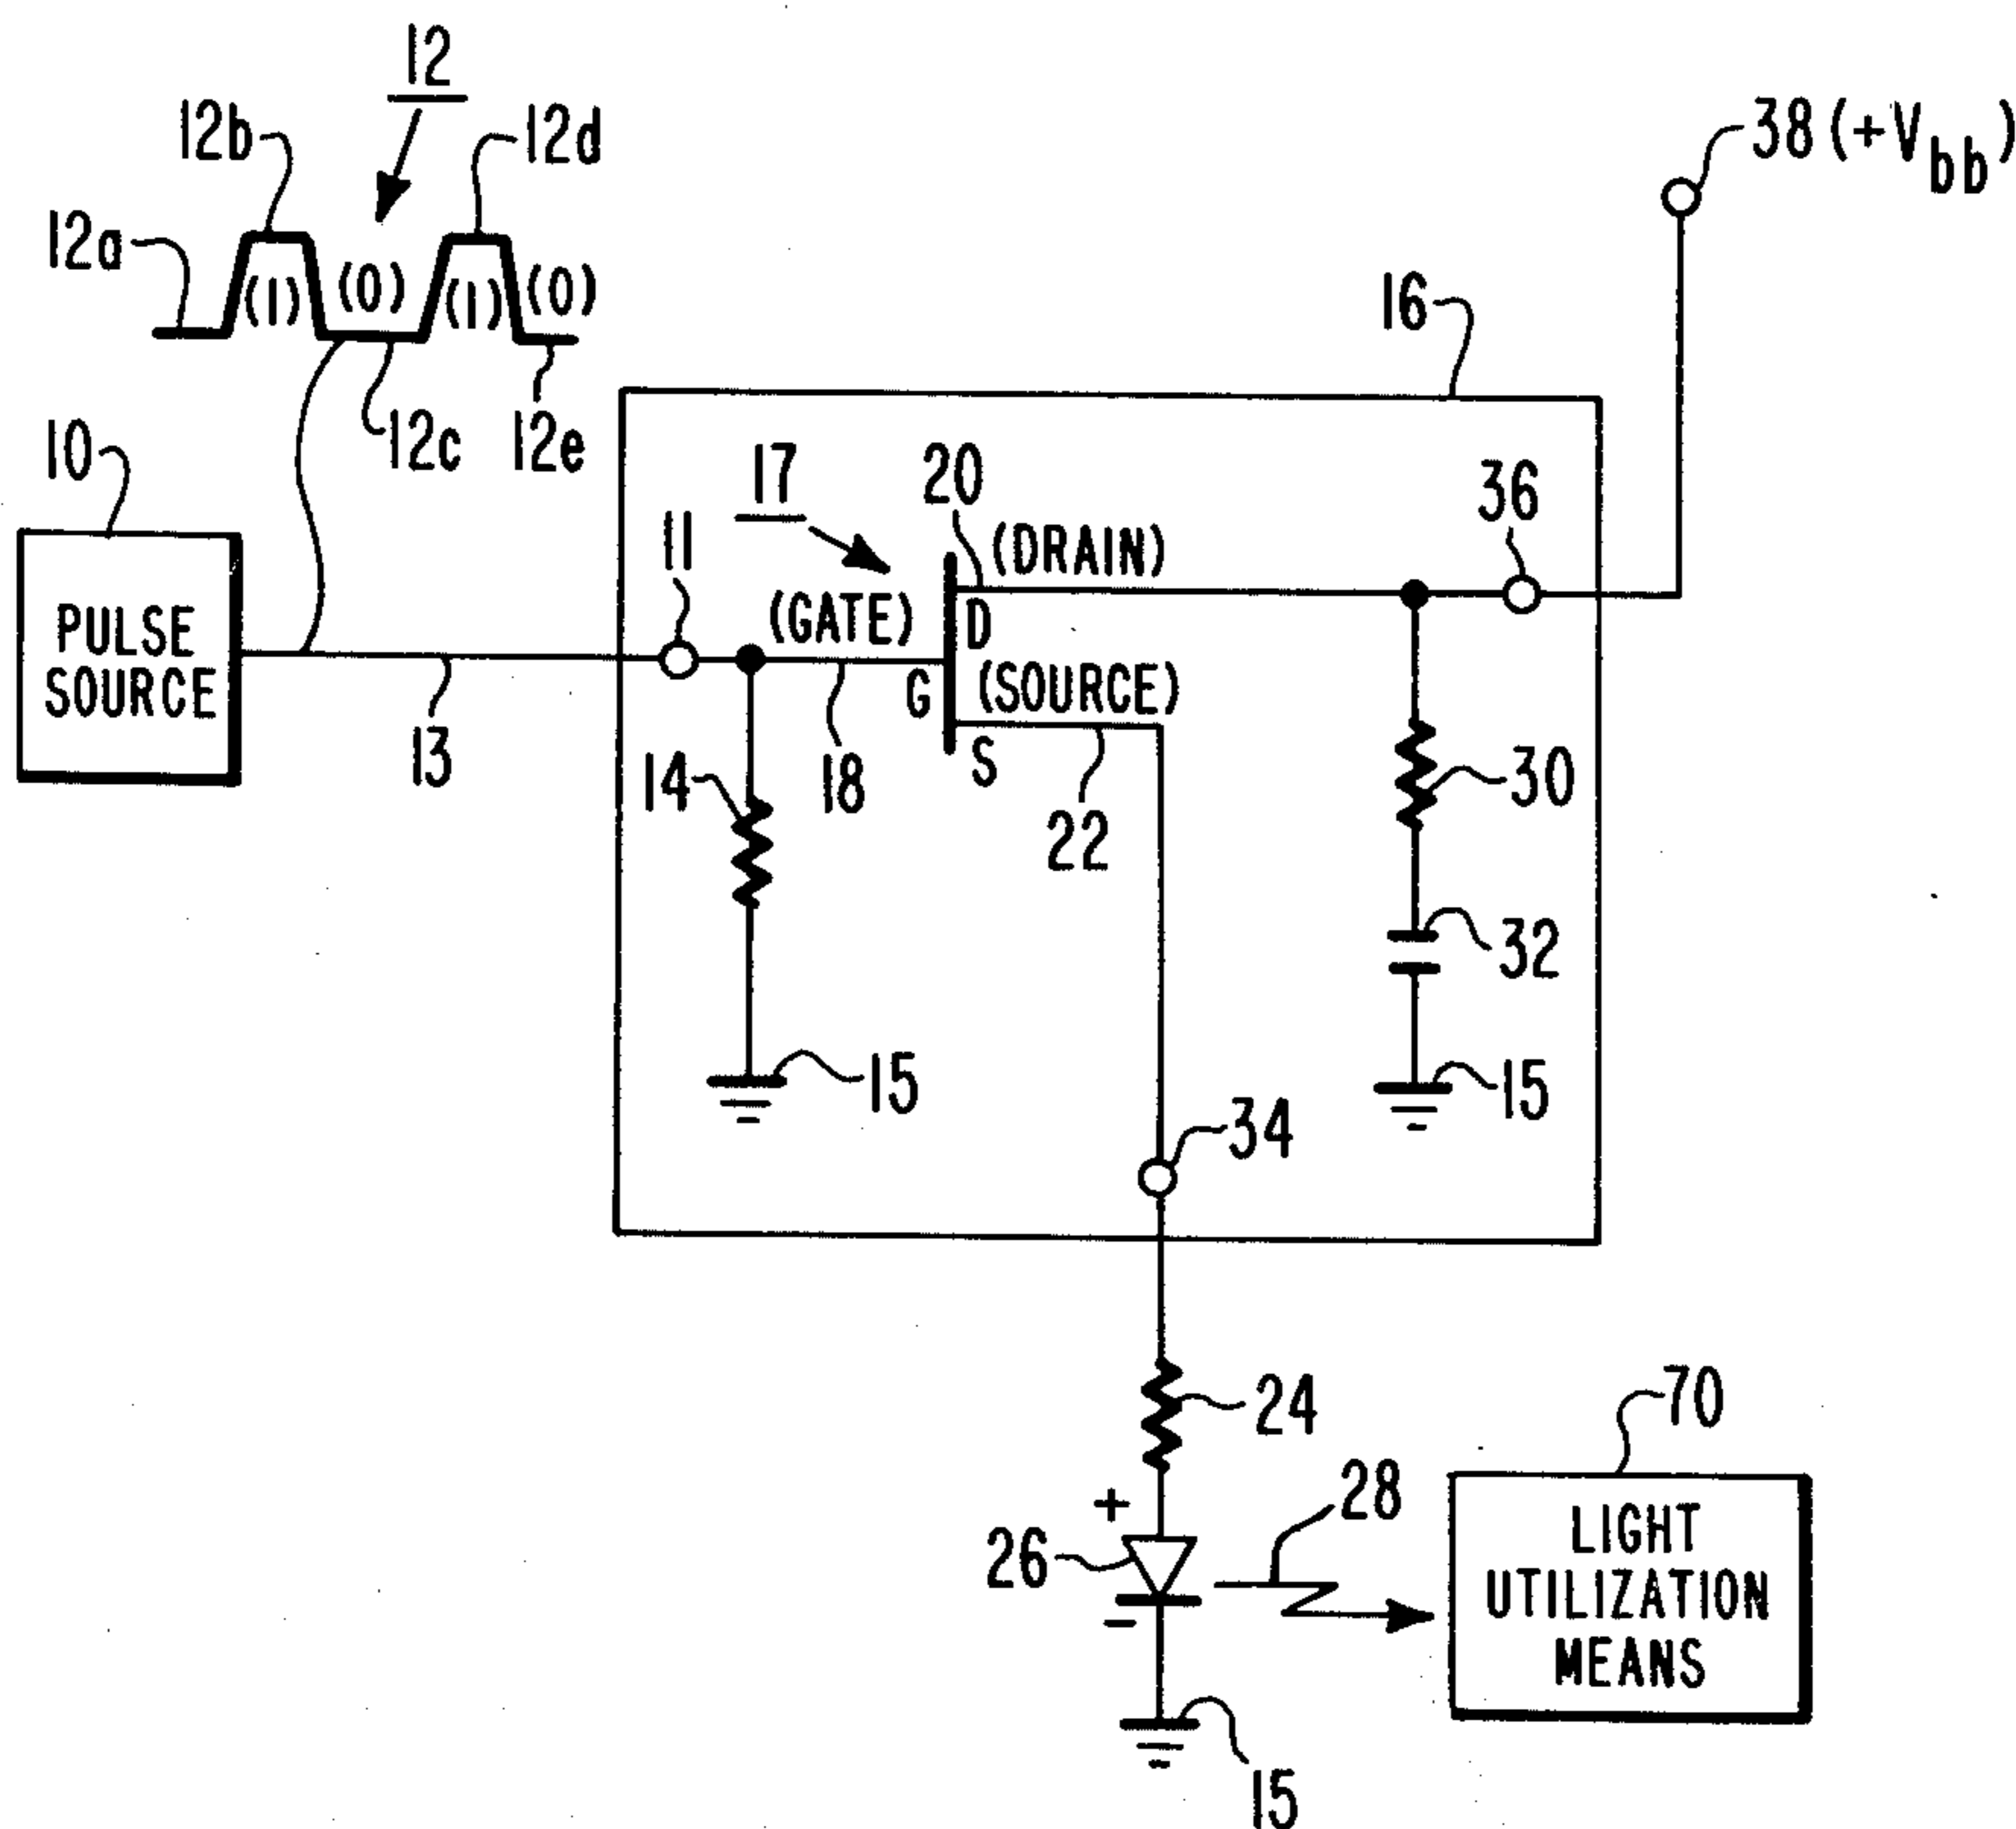 12
12b
12d
38 (+Vbb)
12a
(1)
(0)
(1)
(0)
16
12c
12e
10
17
20
36
11
(DRAIN)
(GATE)
D
PULSE
SOURCE
G
(SOURCE)
S
13
14
18
22
30
32
15
15
34
24
70
28
+
26
LIGHT
UTILIZATION
MEANS
-
15